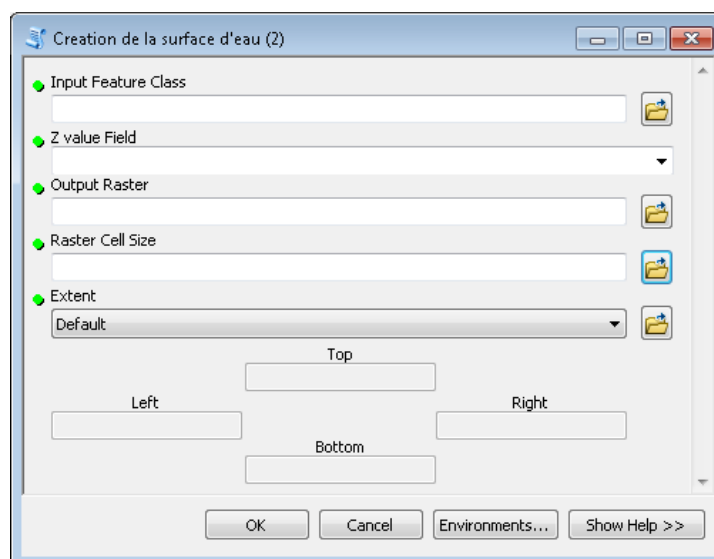 Creation de la surface d'eau (2)
Input Feature Class
Z value Field
Output Raster
Raster Cell Size
Extent
Default
Top
Left
Right
Bottom
OK
Cancel
Environments...
Show Help >>